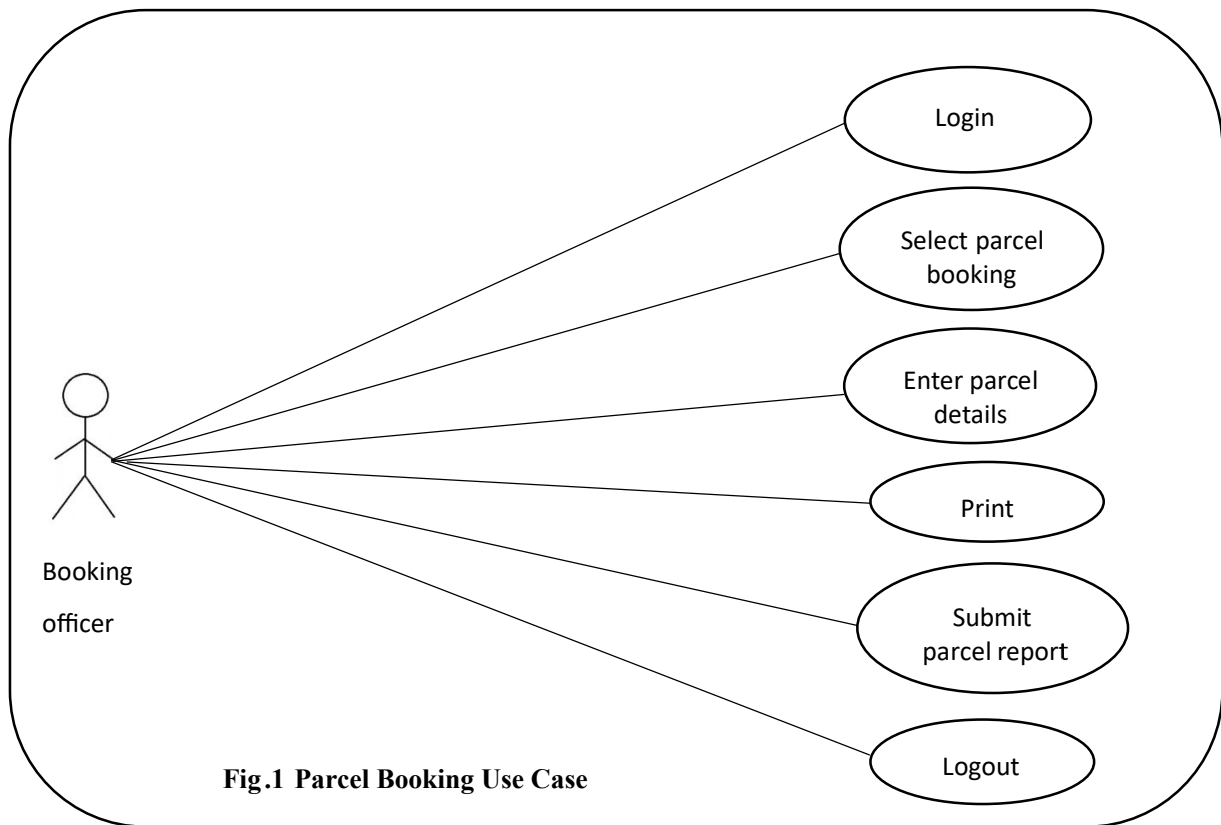 Login
Select parcel
booking
Enter parcel
details
Print
Booking
officer
Submit
parcel report
Logout
Fig.1 Parcel Booking Use Case